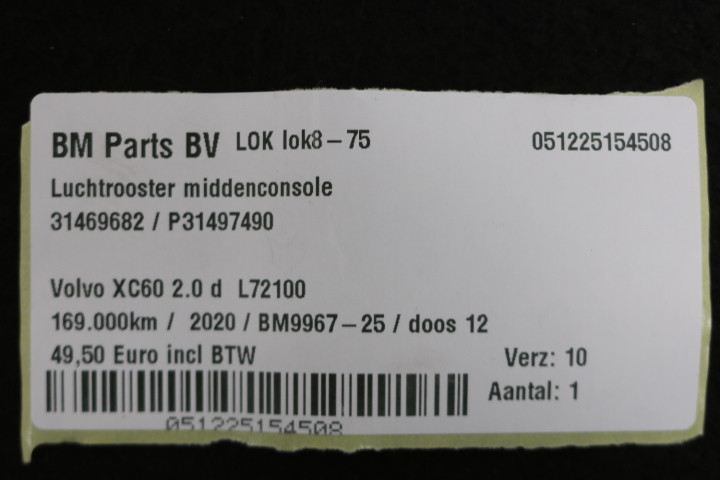 BM Parts BV LOK lok8-75 051225154508
Luchtrooster middenconsole
31469682 / P31497490
Volvo XC60 2.0 d L72100
169.000km / 2020 / BM9967-25 / doos 12
49,50 Euro incl BTW
Verz: 10
Aantal: 1
051225154508